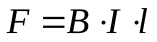 F = B · I · l